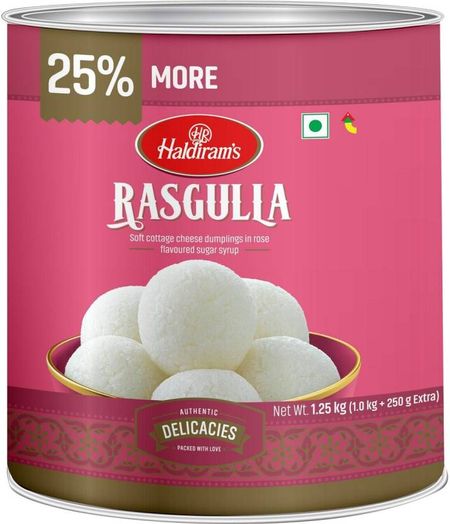 25% MORE
HR
Haldiram's
RASGULLA
Soft cottage cheese dumplings in rose
flavoured sugar syrup
Net Wt. 1.25 kg (1.0 kg + 250 g Extra)
AUTHENTIC
DELICACIES
PACKED WITH LOVE